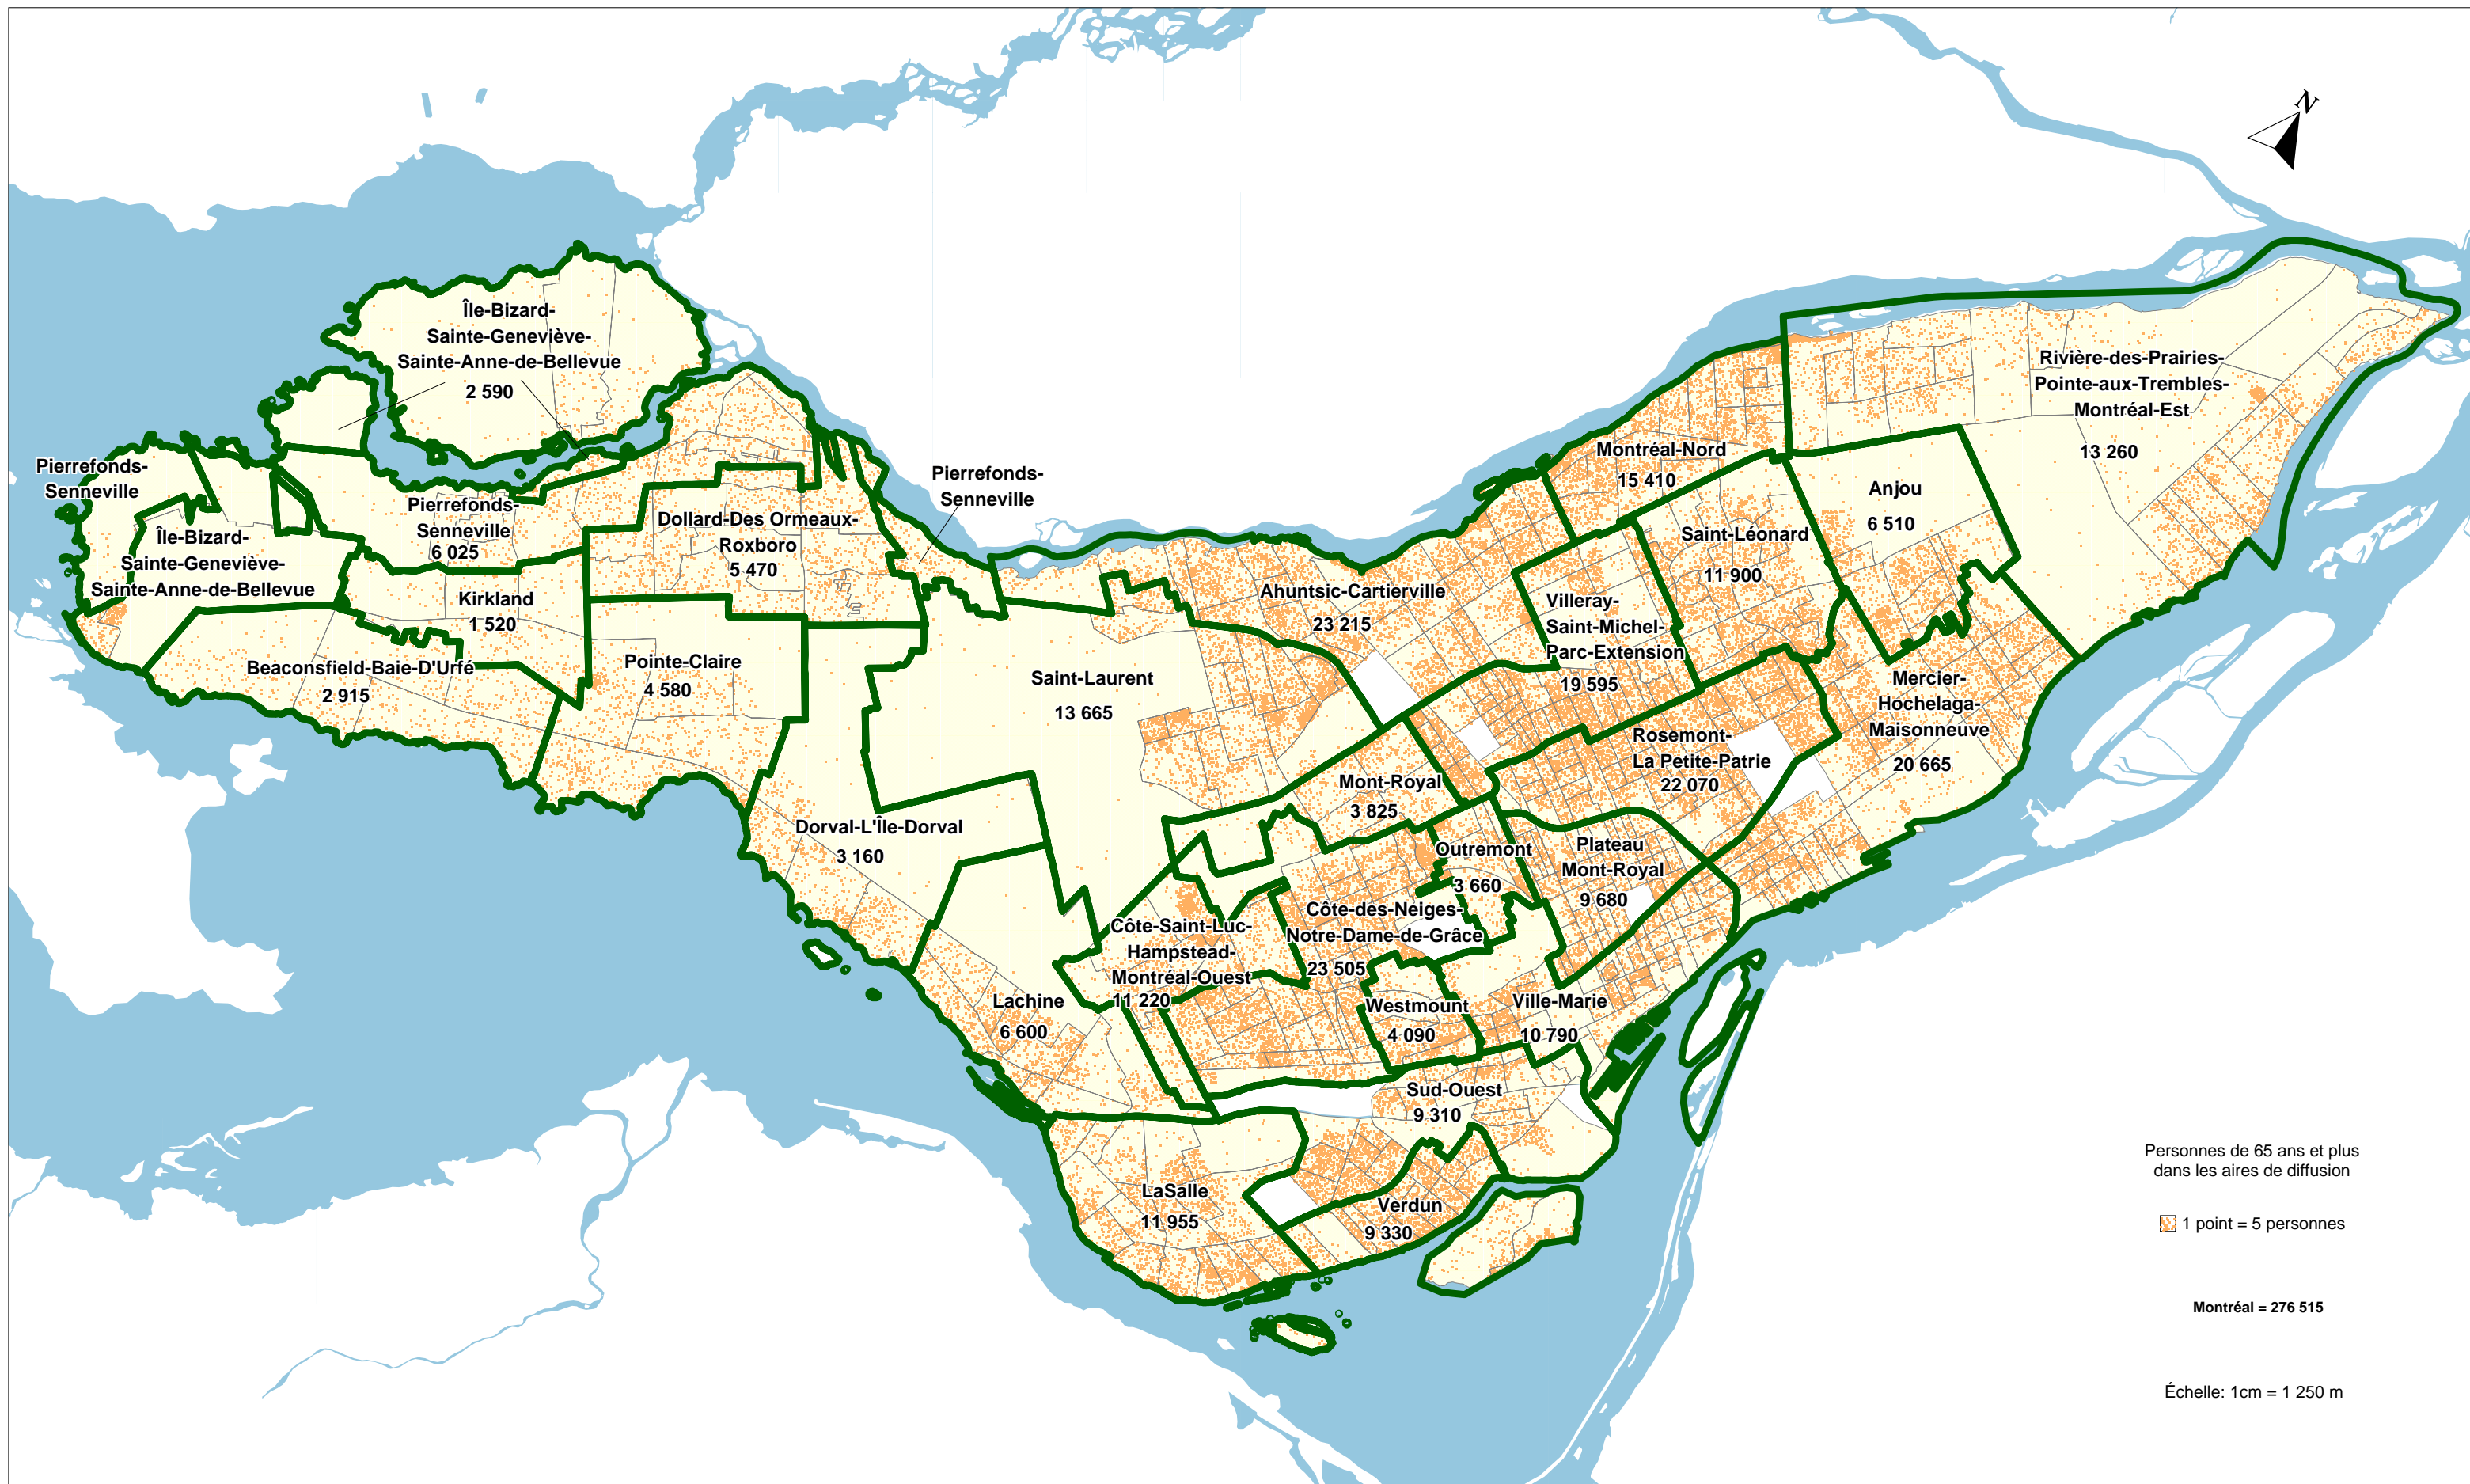 N
Île-Bizard-
Sainte-Geneviève-
Sainte-Anne-de-Bellevue
2 590
Pierrefonds-
Senneville
Pierrefonds-
Senneville
6 025
Île-Bizard-
Sainte-Geneviève-
Sainte-Anne-de-Bellevue
Kirkland
1 520
Beaconsfield-Baie-D'Urfé
2 915
Dollard-Des Ormeaux-
Roxboro
5 470
Pierrefonds-
Senneville
Pointe-Claire
4 580
Saint-Laurent
13 665
Dorval-L'Île-Dorval
3 160
Lachine
6 600
Ahuntsic-Cartierville
23 215
Montréal-Nord
15 410
Rivière-des-Prairies-
Pointe-aux-Trembles-
Montréal-Est
13 260
Anjou
6 510
Saint-Léonard
11 900
Villeray-
Saint-Michel-
Parc-Extension
19 595
Mercier-
Hochelaga-
Maisonneuve
20 665
Rosemont-
La Petite-Patrie
22 070
Mont-Royal
3 825
Outremont
3 660
Plateau
Mont-Royal
9 680
Côte-des-Neiges-
Notre-Dame-de-Grâce
23 505
Côte-Saint-Luc-
Hampstead-
Montréal-Ouest
11 220
Westmount
4 090
Ville-Marie
10 790
Sud-Ouest
9 310
LaSalle
11 955
Verdun
9 330
Personnes de 65 ans et plus
dans les aires de diffusion
1 point = 5 personnes
Montréal = 276 515
Échelle: 1cm = 1 250 m